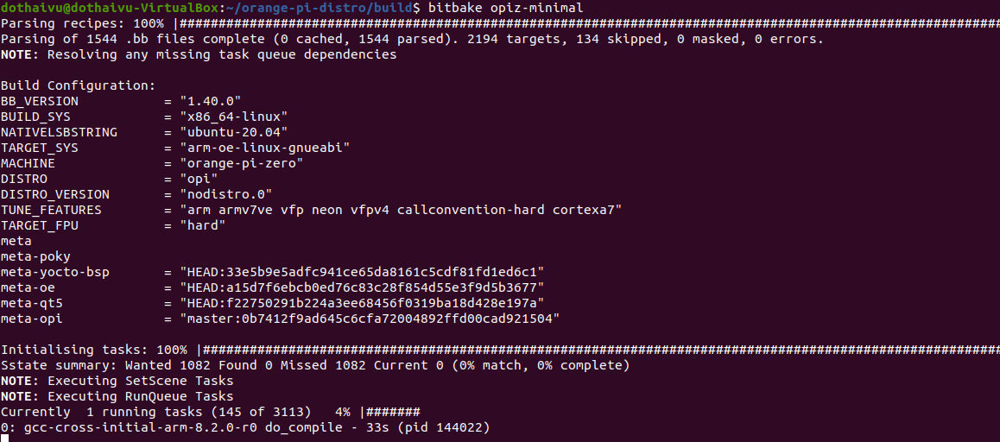 dothaivu@dothaivu-VirtualBox:~/orange-pi-distro/build$ bitbake opiz-minimal
Parsing recipes: 100% |##########################################################################################################
Parsing of 1544 .bb files complete (0 cached, 1544 parsed). 2194 targets, 134 skipped, 0 masked, 0 errors.
NOTE: Resolving any missing task queue dependencies
Build Configuration:
BB_VERSION           = "1.40.0"
BUILD_SYS            = "x86_64-linux"
NATIVELSBSTRING      = "ubuntu-20.04"
TARGET_SYS           = "arm-oe-linux-gnueabi"
MACHINE              = "orange-pi-zero"
DISTRO               = "opi"
DISTRO_VERSION       = "nodistro.0"
TUNE_FEATURES        = "arm armv7ve vfp neon vfpv4 callconvention-hard cortexa7"
TARGET_FPU           = "hard"
meta
meta-poky
meta-yocto-bsp       = "HEAD:33e5b9e5adfc941ce65da8161c5cdf81fd1ed6c1"
meta-oe              = "HEAD:a15d7f6ebcb0ed76c83c28f854d55e3f9d5b3677"
meta-qt5             = "HEAD:f22750291b224a3ee68456f0319ba18d428e197a"
meta-opi             = "master:0b7412f9ad645c6cfa72004892ffd00cad921504"
Initialising tasks: 100% |#######################################################################################################
Sstate summary: Wanted 1082 Found 0 Missed 1082 Current 0 (0% match, 0% complete)
NOTE: Executing SetScene Tasks
NOTE: Executing RunQueue Tasks
Currently  1 running tasks (145 of 3113)   4% |#######
0: gcc-cross-initial-arm-8.2.0-r0 do_compile - 33s (pid 144022)